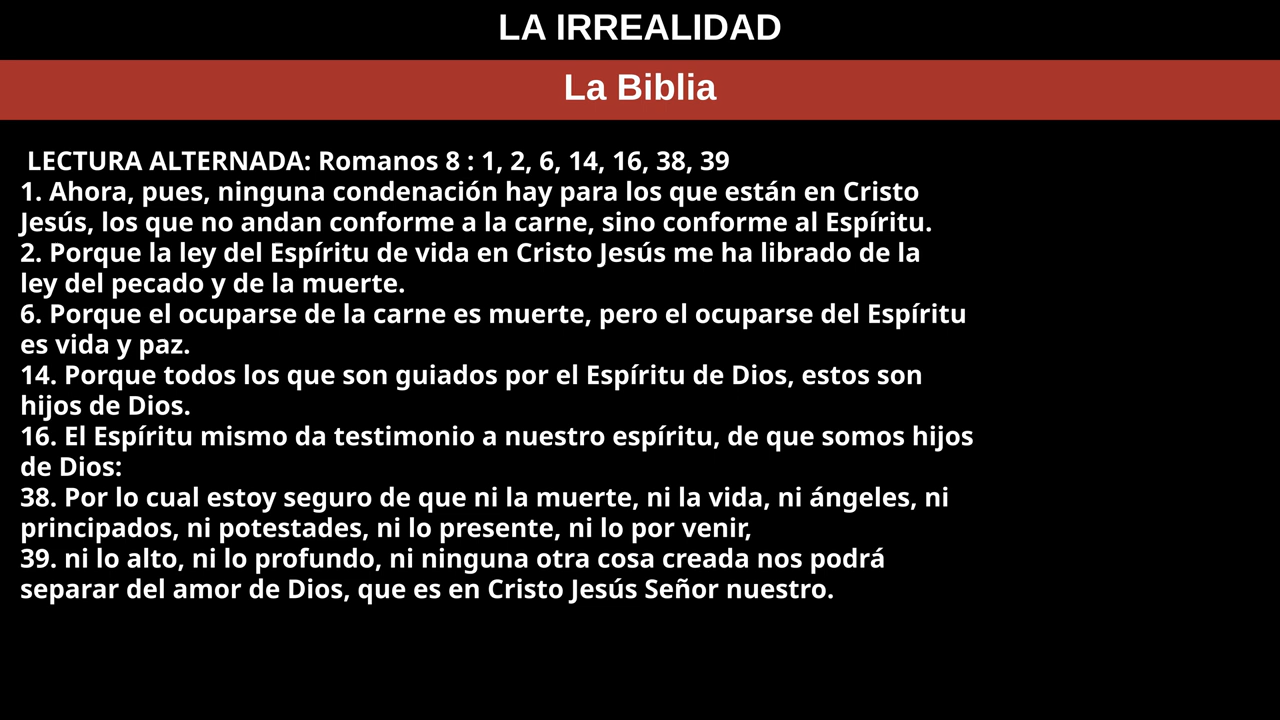 LA IRREALIDAD
La Biblia
LECTURA ALTERNADA: Romanos 8 : 1, 2, 6, 14, 16, 38, 39
1. Ahora, pues, ninguna condenación hay para los que están en Cristo
Jesús, los que no andan conforme a la carne, sino conforme al Espíritu.
2. Porque la ley del Espíritu de vida en Cristo Jesús me ha librado de la
ley del pecado y de la muerte.
6. Porque el ocuparse de la carne es muerte, pero el ocuparse del Espíritu
es vida y paz.
14. Porque todos los que son guiados por el Espíritu de Dios, estos son
hijos de Dios.
16. El Espíritu mismo da testimonio a nuestro espíritu, de que somos hijos
de Dios:
38. Por lo cual estoy seguro de que ni la muerte, ni la vida, ni ángeles, ni
principados, ni potestades, ni lo presente, ni lo por venir,
39. ni lo alto, ni lo profundo, ni ninguna otra cosa creada nos podrá
separar del amor de Dios, que es en Cristo Jesús Señor nuestro.